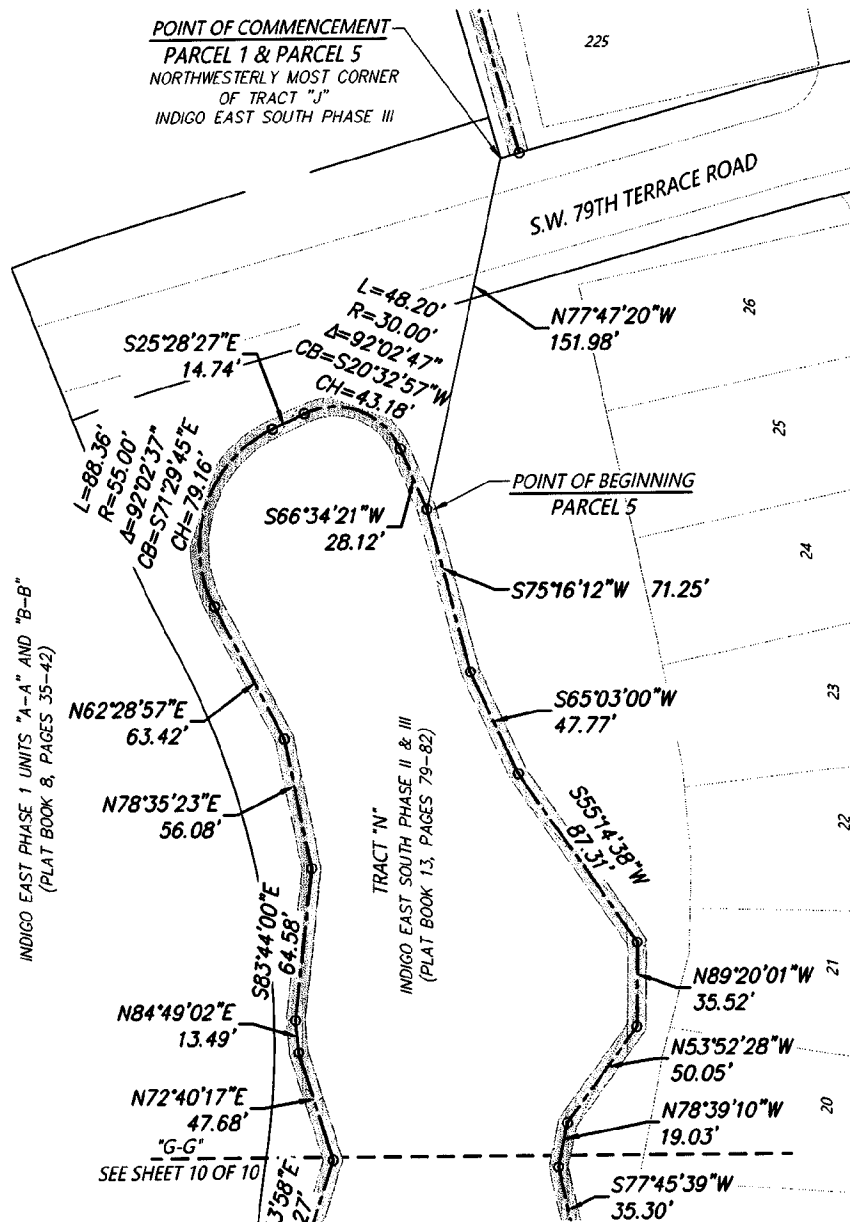 POINT OF COMMENCEMENT
PARCEL 1 & PARCEL 5
NORTHWESTERLY MOST CORNER
OF TRACT "J"
INDIGO EAST SOUTH PHASE III
225
S.W. 79TH TERRACE ROAD
L=48.20'
R=30.00'
Δ=92°02'47"
CB=S20°32'57"W
CH=43.18'
N77°47'20"W
151.98'
26
S25°28'27"E
14.74'
25
L=88.36'
R=55.00'
Δ=92°02'37"
CB=S71°29'45"E
CH=79.16'
POINT OF BEGINNING
PARCEL 5
S66°34'21"W
28.12'
24
S75°16'12"W 71.25'
INDIGO EAST PHASE 1 UNITS "A-A" AND "B-B"
(PLAT BOOK 8, PAGES 35-42)
N62°28'57"E
63.42'
S65°03'00"W
47.77'
23
N78°35'23"E
56.08'
TRACT "N"
INDIGO EAST SOUTH PHASE II & III
(PLAT BOOK 13, PAGES 79-82)
S55°14'38"W
87.31'
22
S83°44'00"E
64.58'
N89°20'01"W
35.52'
21
N84°49'02"E
13.49'
N53°52'28"W
50.05'
N72°40'17"E
47.68'
N78°39'10"W
19.03'
20
"G-G"
SEE SHEET 10 OF 10
3'58"E
27'
S77°45'39"W
35.30'